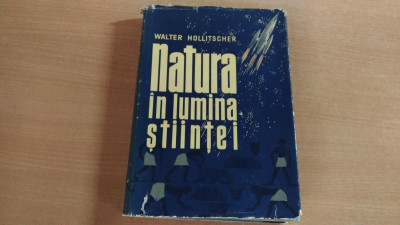 WALTER HOLLITSCHER
Natura
în lumina
științei